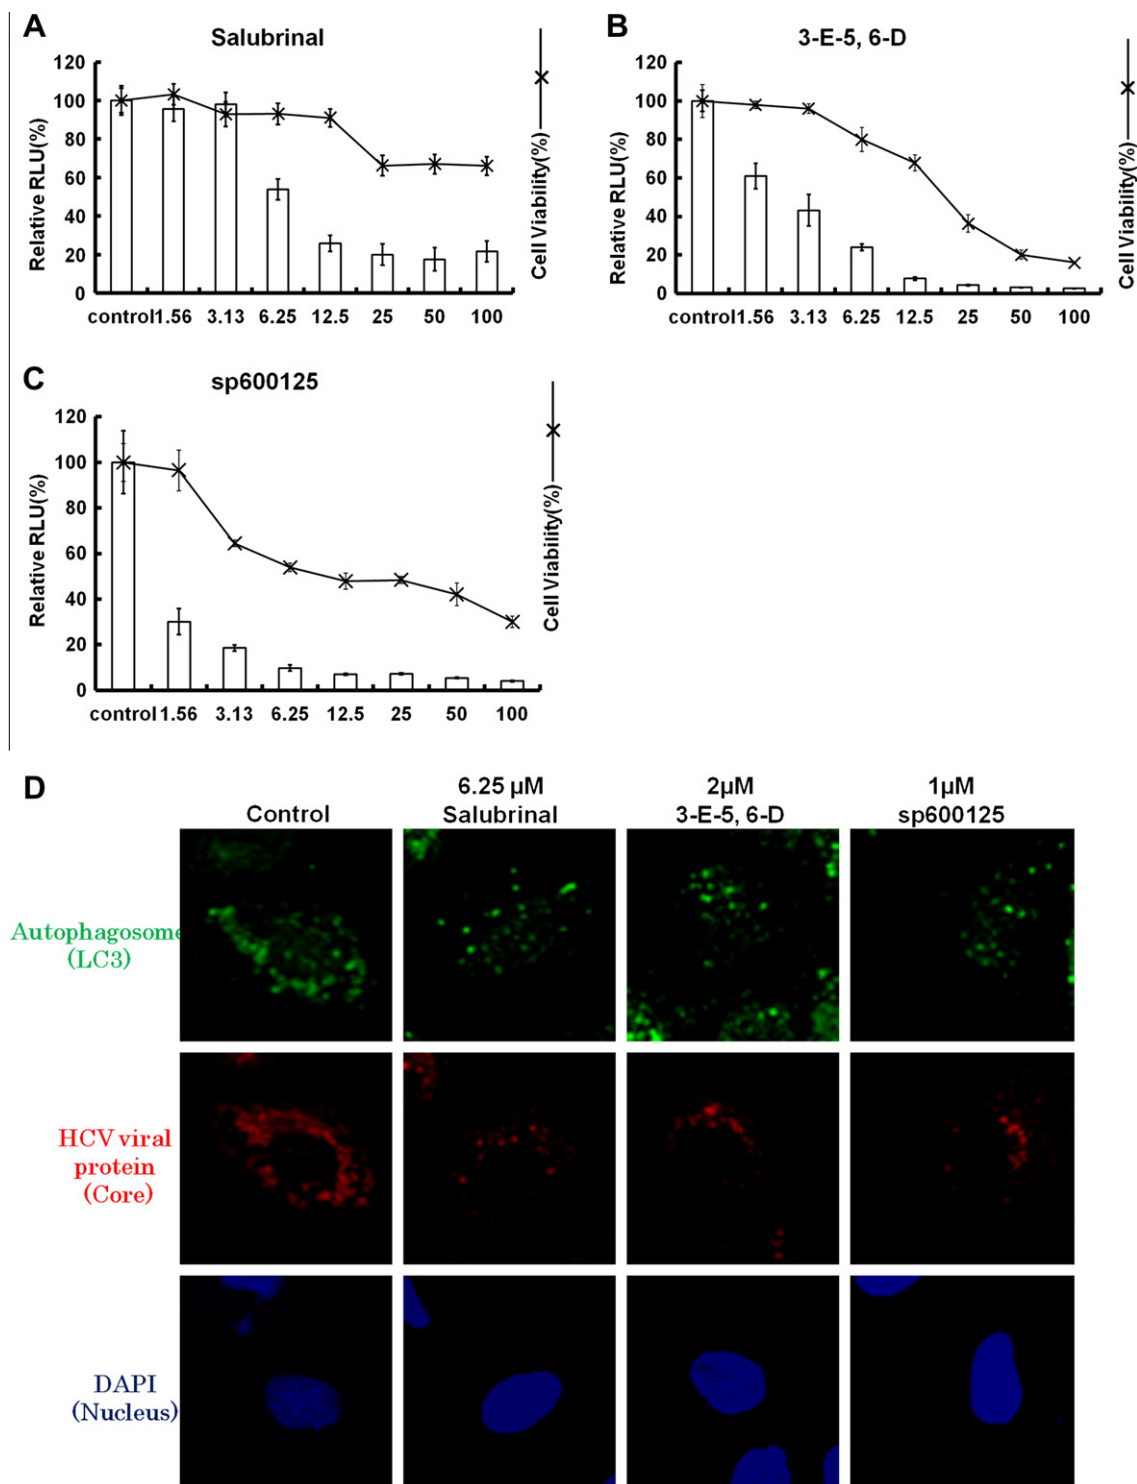 A
Salubrinal
Relative RLU(%)
120
100
80
60
40
20
0
control 1.56 3.13 6.25 12.5 25 50 100
Cell Viability(%)
B
3-E-5, 6-D
Relative RLU(%)
120
100
80
60
40
20
0
control 1.56 3.13 6.25 12.5 25 50 100
Cell Viability(%)
C
sp600125
Relative RLU(%)
120
100
80
60
40
20
0
control 1.56 3.13 6.25 12.5 25 50 100
Cell Viability(%)
D
Control
6.25 μM
Salubrinal
2μM
3-E-5, 6-D
1μM
sp600125
Autophagosome
(LC3)
HCV viral
protein
(Core)
DAPI
(Nucleus)